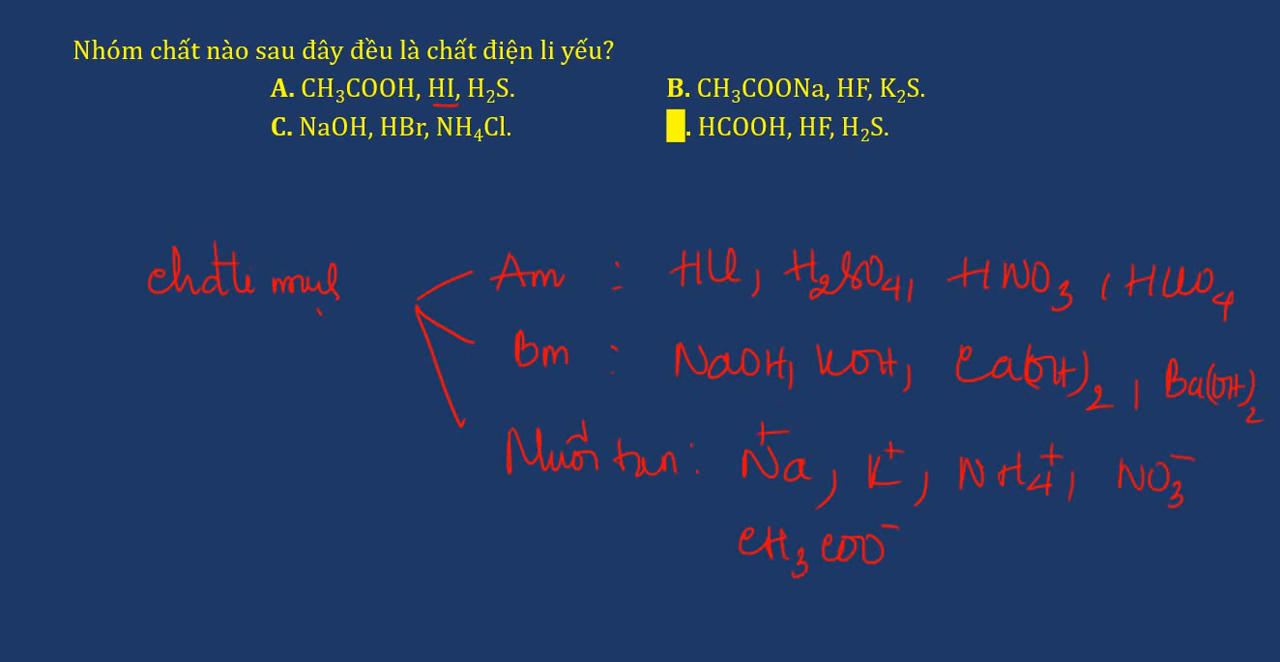 Nhóm chất nào sau đây đều là chất điện li yếu?
A. CH₃COOH, HI, H₂S. B. CH₃COONa, HF, K₂S.
C. NaOH, HBr, NH₄Cl. . HCOOH, HF, H₂S.
Am : HCl, H₂SO₄, HNO₃, HClO₄
Bm : NaOH, KOH, Ca(OH)₂, Ba(OH)₂
Muối tan: Na⁺, K⁺, NH₄⁺, NO₃⁻
CH₃COO⁻